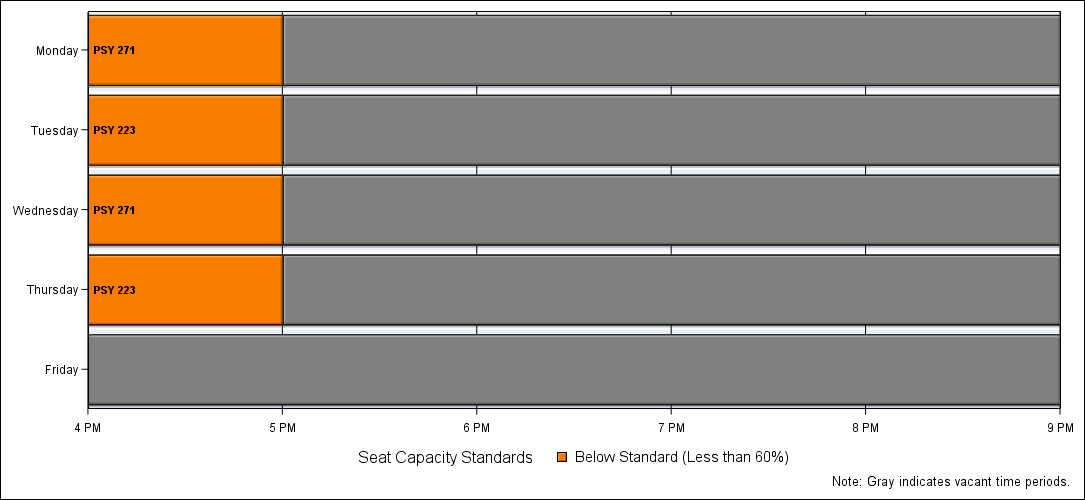 Monday PSY 271
Tuesday PSY 223
Wednesday PSY 271
Thursday PSY 223
Friday
4 PM 5 PM 6 PM 7 PM 8 PM 9 PM
Seat Capacity Standards Below Standard (Less than 60%)
Note: Gray indicates vacant time periods.